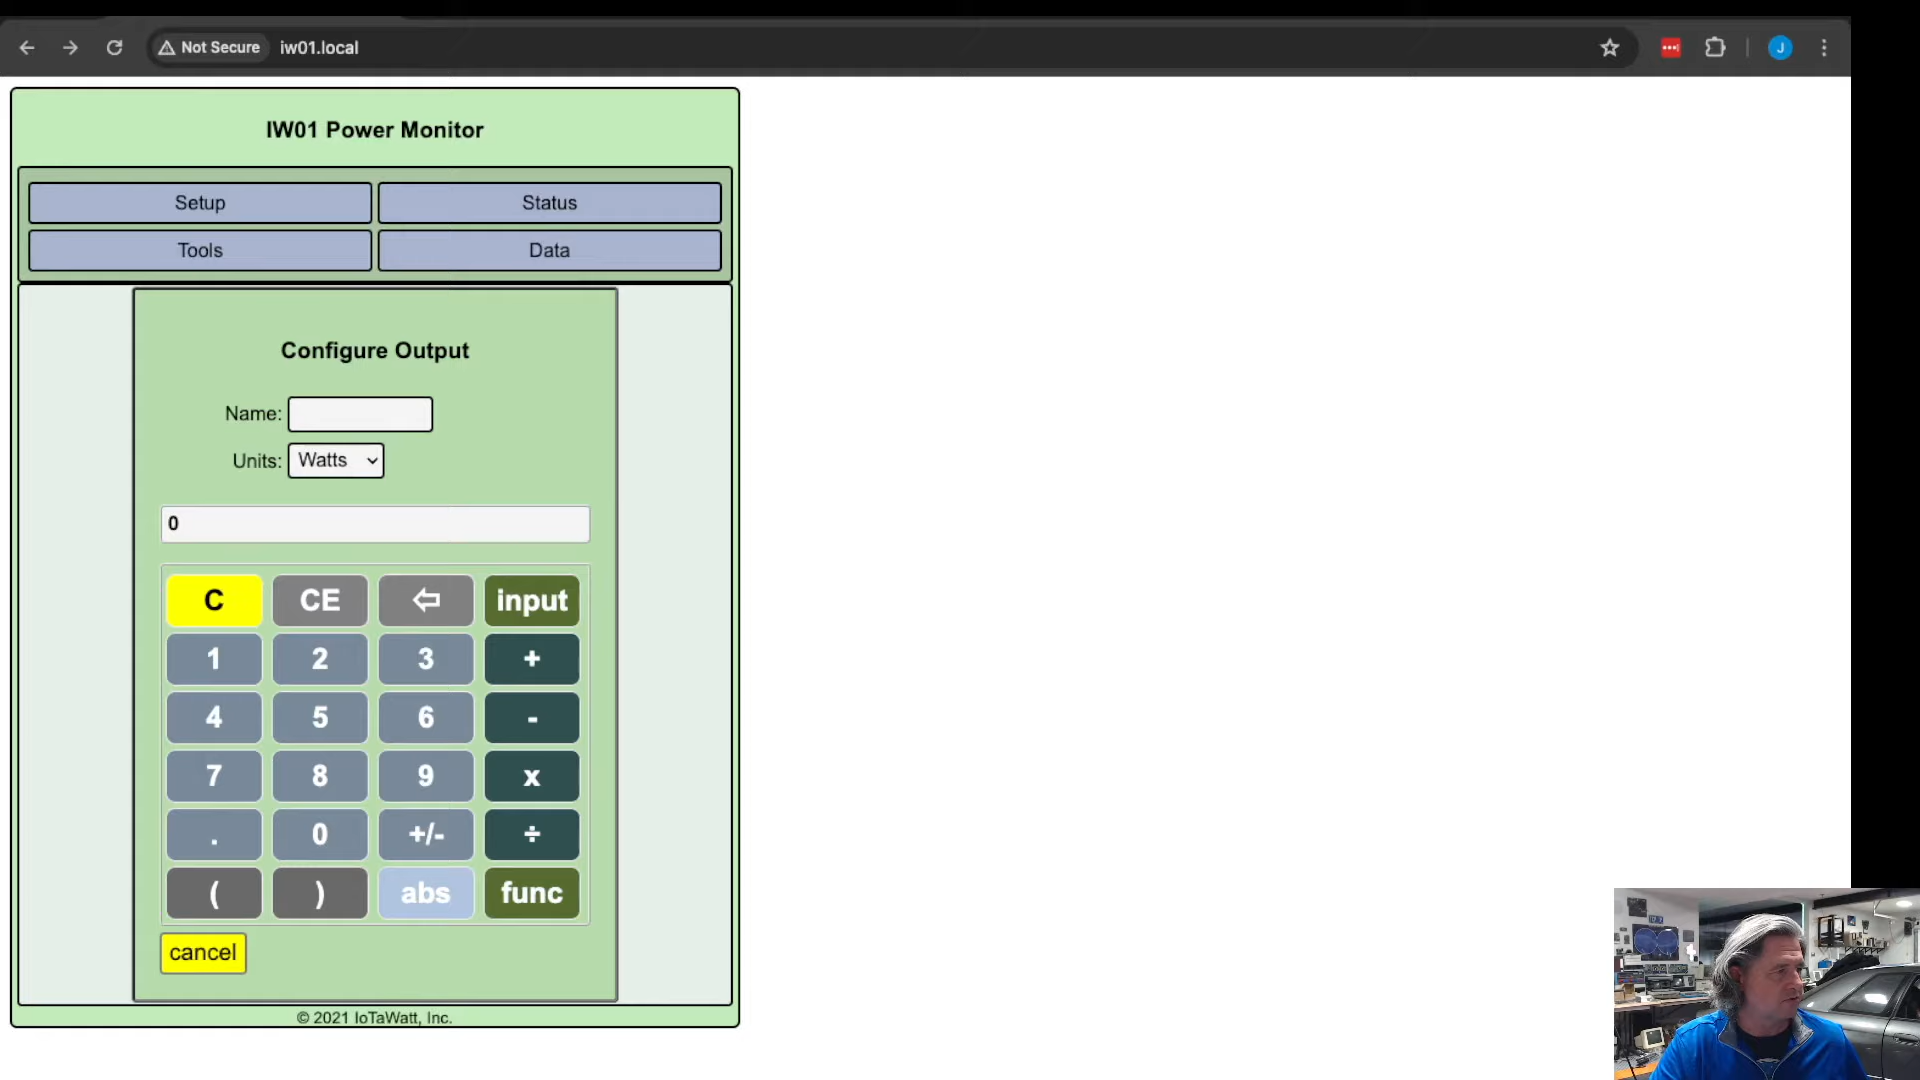 Not Secure iw01.local
J
IW01 Power Monitor
Setup Status
Tools Data
Configure Output
Name:
Units: Watts
0
C CE input
1 2 3 +
4 5 6 -
7 8 9 x
. 0 +/- ÷
( ) abs func
cancel
© 2021 IoTaWatt, Inc.